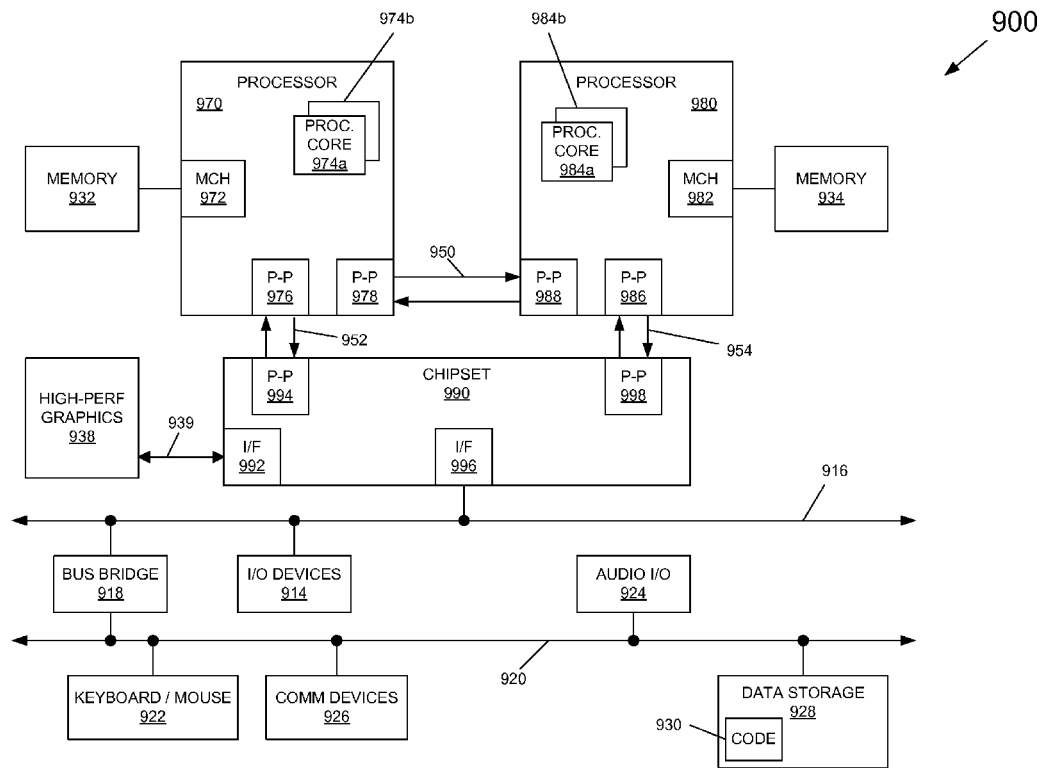 974b
984b
900
PROCESSOR
970
PROC.
CORE
974a
PROCESSOR
980
PROC.
CORE
984a
MEMORY
932
MCH
972
MCH
982
MEMORY
934
P-P
976
P-P
978
950
P-P
988
P-P
986
952
954
HIGH-PERF
GRAPHICS
938
939
P-P
994
CHIPSET
990
P-P
998
I/F
992
I/F
996
916
BUS BRIDGE
918
I/O DEVICES
914
AUDIO I/O
924
920
KEYBOARD / MOUSE
922
COMM DEVICES
926
DATA STORAGE
928
930
CODE